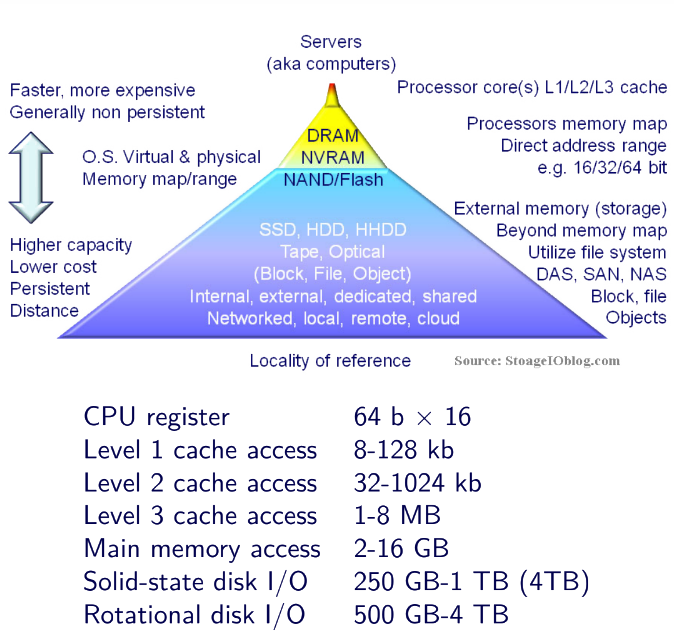 Servers
(aka computers)
Faster, more expensive
Generally non persistent
Processor core(s) L1/L2/L3 cache
Processors memory map
Direct address range
e.g. 16/32/64 bit
O.S. Virtual & physical
Memory map/range
DRAM
NVRAM
NAND/Flash
Higher capacity
Lower cost
Persistent
Distance
SSD, HDD, HHDD
Tape, Optical
(Block, File, Object)
Internal, external, dedicated, shared
Networked, local, remote, cloud
External memory (storage)
Beyond memory map
Utilize file system
DAS, SAN, NAS
Block, file
Objects
Locality of reference
Source: StoageIOblog.com
CPU register 64 b × 16
Level 1 cache access 8-128 kb
Level 2 cache access 32-1024 kb
Level 3 cache access 1-8 MB
Main memory access 2-16 GB
Solid-state disk I/O 250 GB-1 TB (4TB)
Rotational disk I/O 500 GB-4 TB